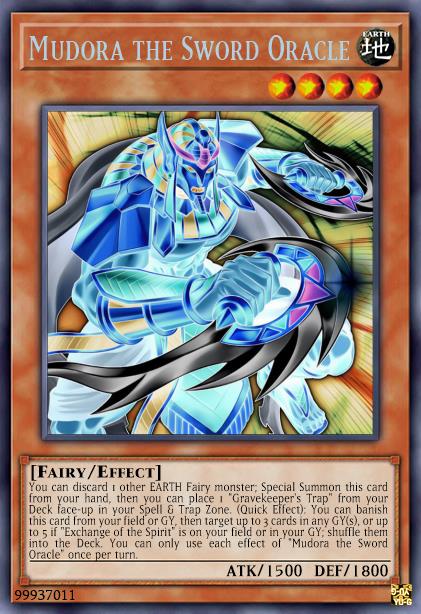 MUDORA THE SWORD ORACLE
EARTH
地
[FAIRY/EFFECT]
You can discard 1 other EARTH Fairy monster; Special Summon this card
from your hand, then you can place 1 "Gravekeeper's Trap" from your
Deck face-up in your Spell & Trap Zone. (Quick Effect): You can banish
this card from your field or GY, then target up to 3 cards in any GY(s), or up
to 5 if "Exchange of the Spirit" is on your field or in your GY; shuffle them
into the Deck. You can only use each effect of "Mudora the Sword
Oracle" once per turn.
ATK/1500 DEF/1800
99937011